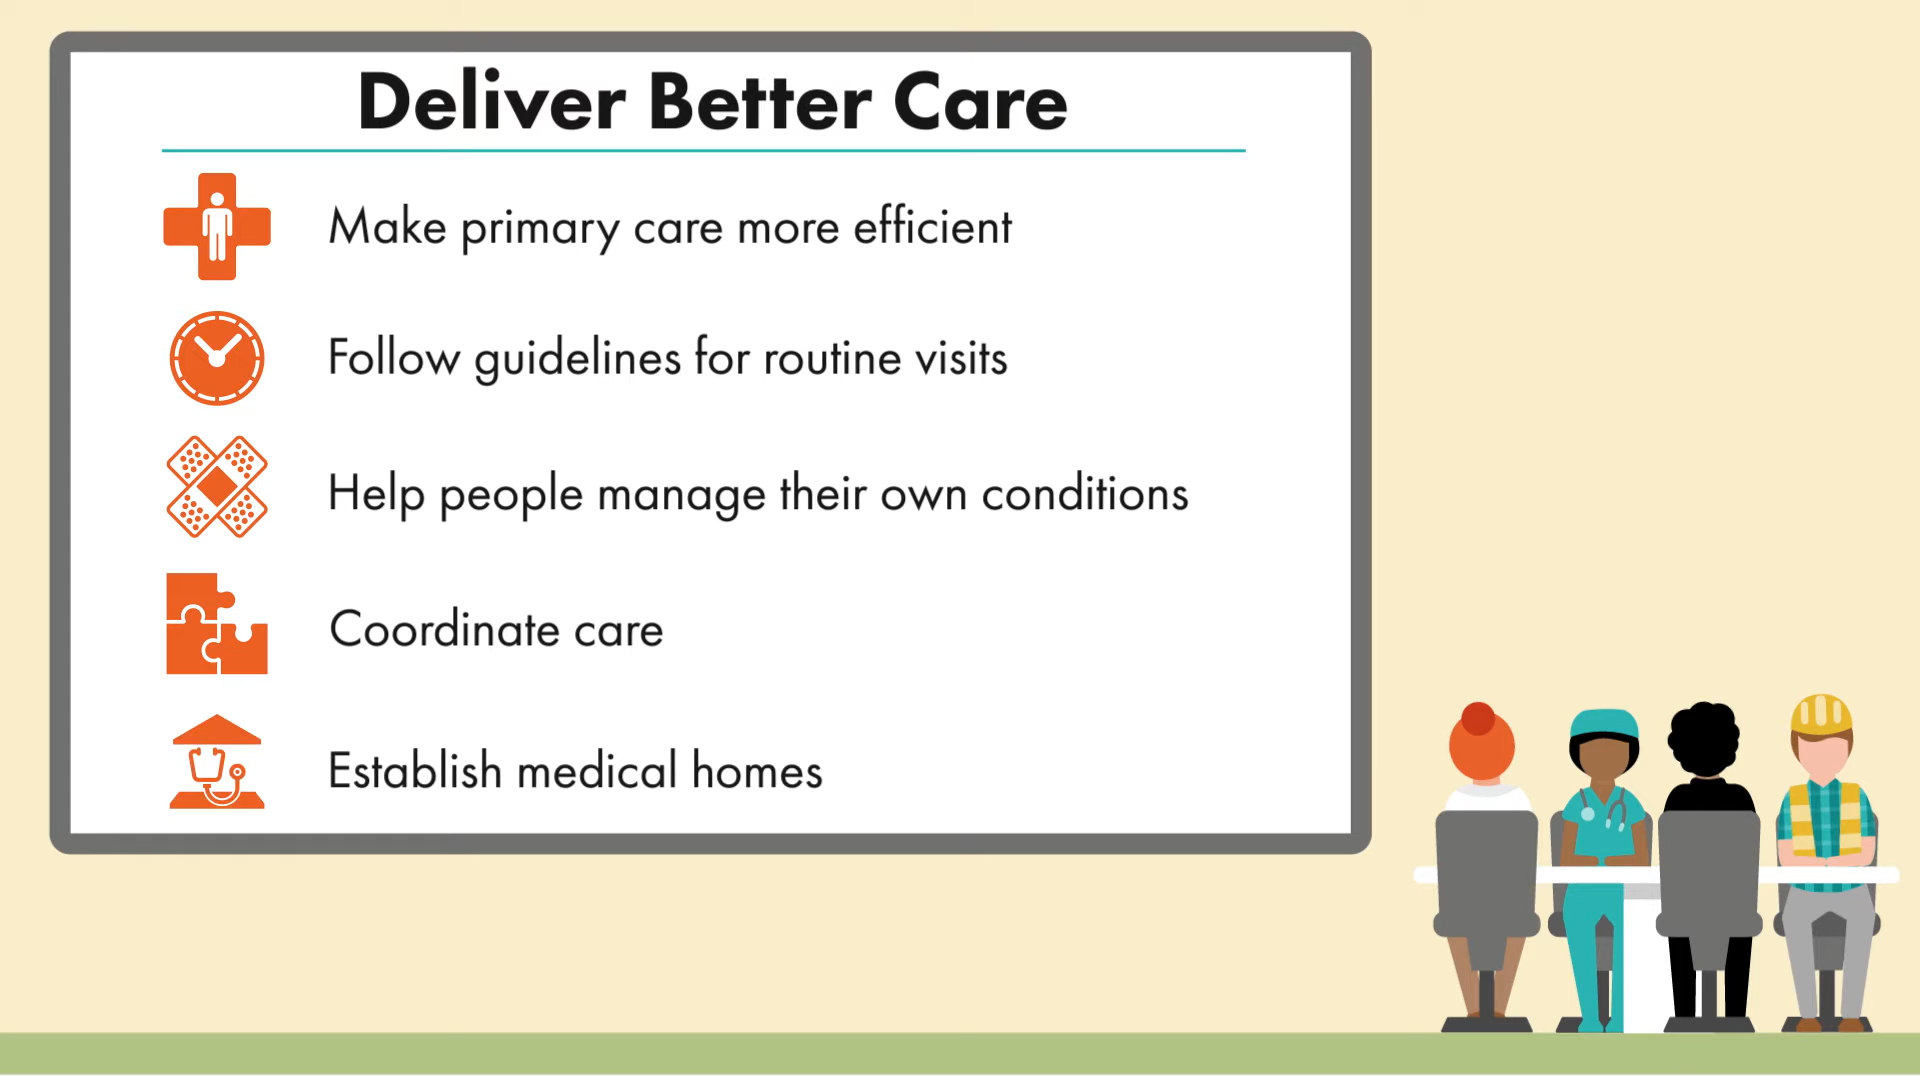 Deliver Better Care
Make primary care more efficient
Follow guidelines for routine visits
Help people manage their own conditions
Coordinate care
Establish medical homes